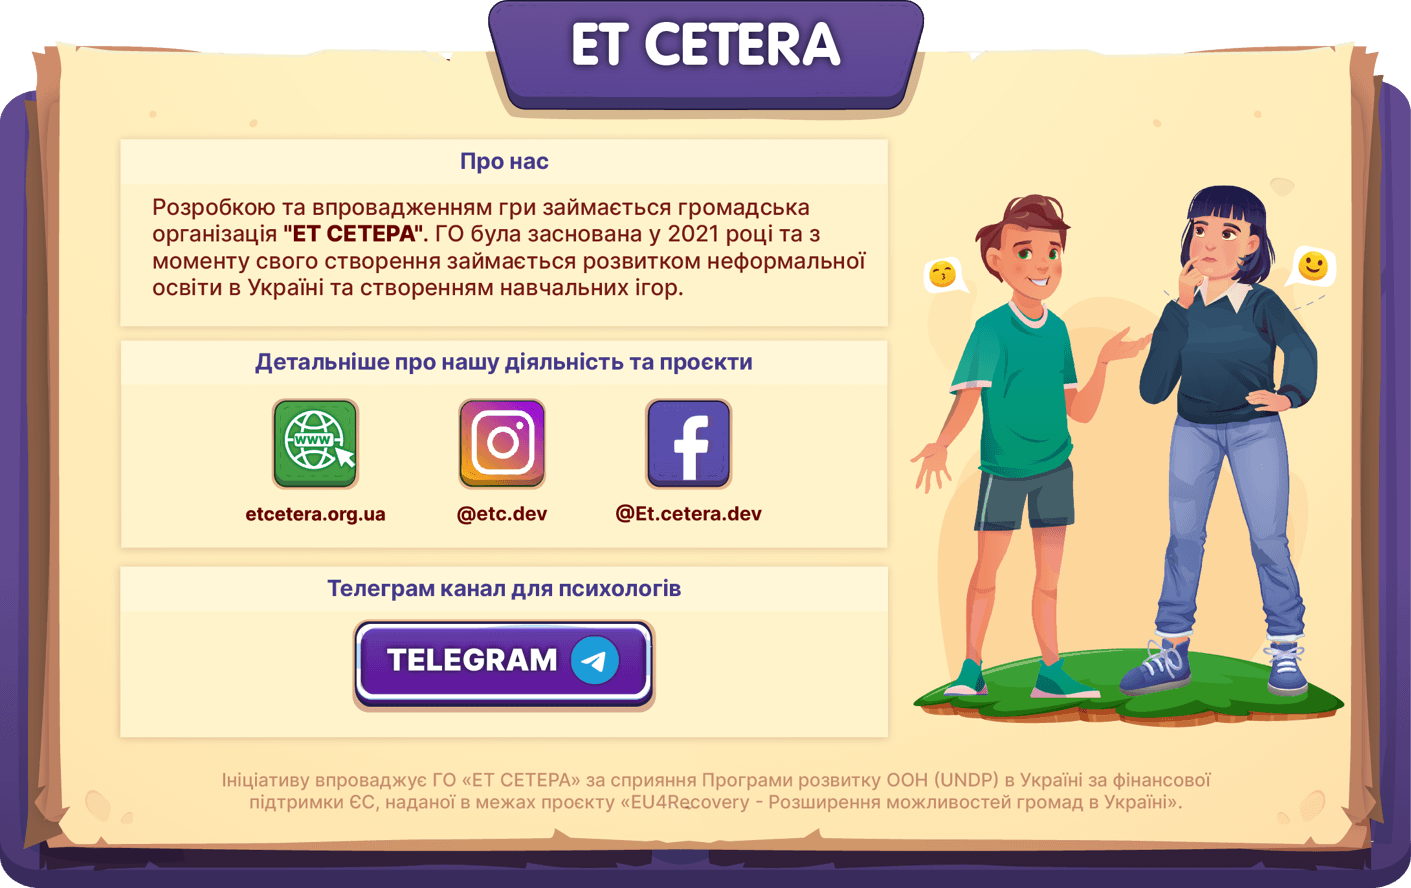 ET CETERA
Про нас
Розробкою та впровадженням гри займається громадська
організація "ЕТ СЕТЕРА". ГО була заснована у 2021 році та з
моменту свого створення займається розвитком неформальної
освіти в Україні та створенням навчальних ігор.
Детальніше про нашу діяльність та проєкти
www
etcetera.org.ua
@etc.dev
@Et.cetera.dev
Телеграм канал для психологів
TELEGRAM
Ініціативу впроваджує ГО «ЕТ СЕТЕРА» за сприяння Програми розвитку ООН (UNDP) в Україні за фінансової
підтримки ЄС, наданої в межах проєкту «EU4Recovery - Розширення можливостей громад в Україні».